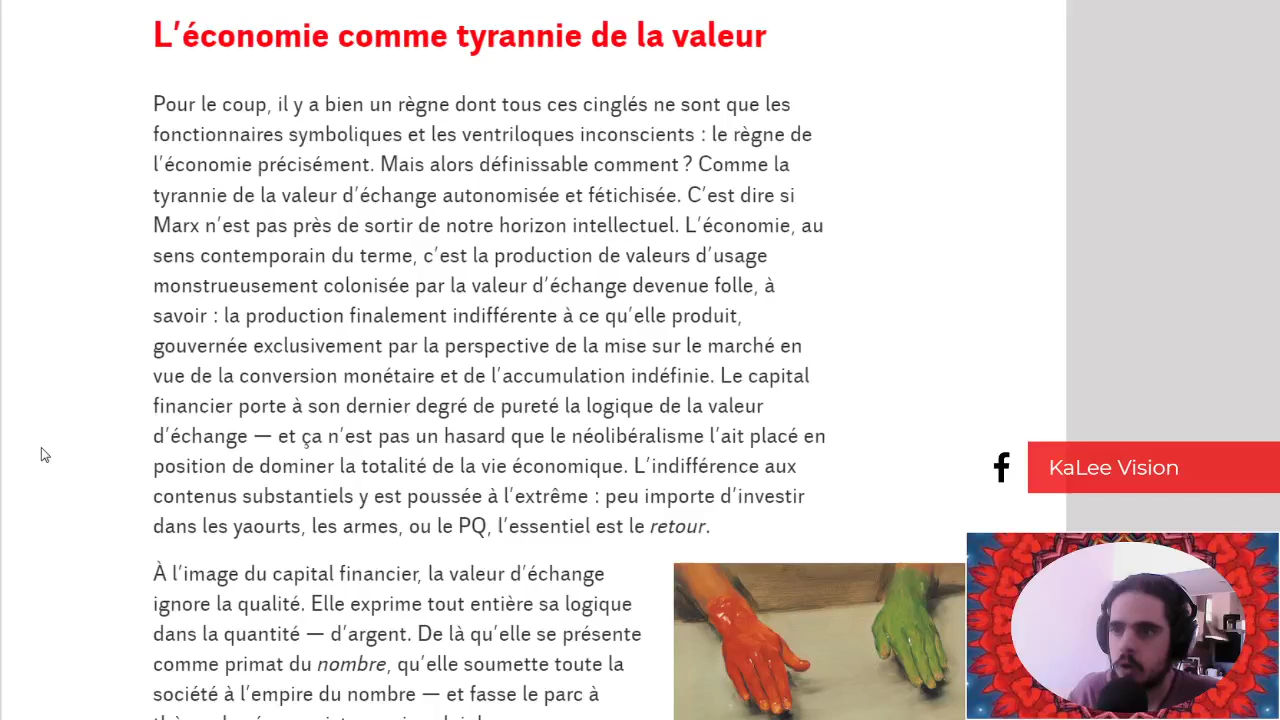 L'économie comme tyrannie de la valeur
Pour le coup, il y a bien un règne dont tous ces cinglés ne sont que les
fonctionnaires symboliques et les ventriloques inconscients : le règne de
l'économie précisément. Mais alors définissable comment ? Comme la
tyrannie de la valeur d'échange autonomisée et fétichisée. C'est dire si
Marx n'est pas près de sortir de notre horizon intellectuel. L'économie, au
sens contemporain du terme, c'est la production de valeurs d'usage
monstrueusement colonisée par la valeur d'échange devenue folle, à
savoir : la production finalement indifférente à ce qu'elle produit,
gouvernée exclusivement par la perspective de la mise sur le marché en
vue de la conversion monétaire et de l'accumulation indéfinie. Le capital
financier porte à son dernier degré de pureté la logique de la valeur
d'échange — et ça n'est pas un hasard que le néolibéralisme l'ait placé en
position de dominer la totalité de la vie économique. L'indifférence aux
contenus substantiels y est poussée à l'extrême : peu importe d'investir
dans les yaourts, les armes, ou le PQ, l'essentiel est le retour.
À l'image du capital financier, la valeur d'échange
ignore la qualité. Elle exprime tout entière sa logique
dans la quantité — d'argent. De là qu'elle se présente
comme primat du nombre, qu'elle soumette toute la
société à l'empire du nombre — et fasse le parc à
KaLee Vision